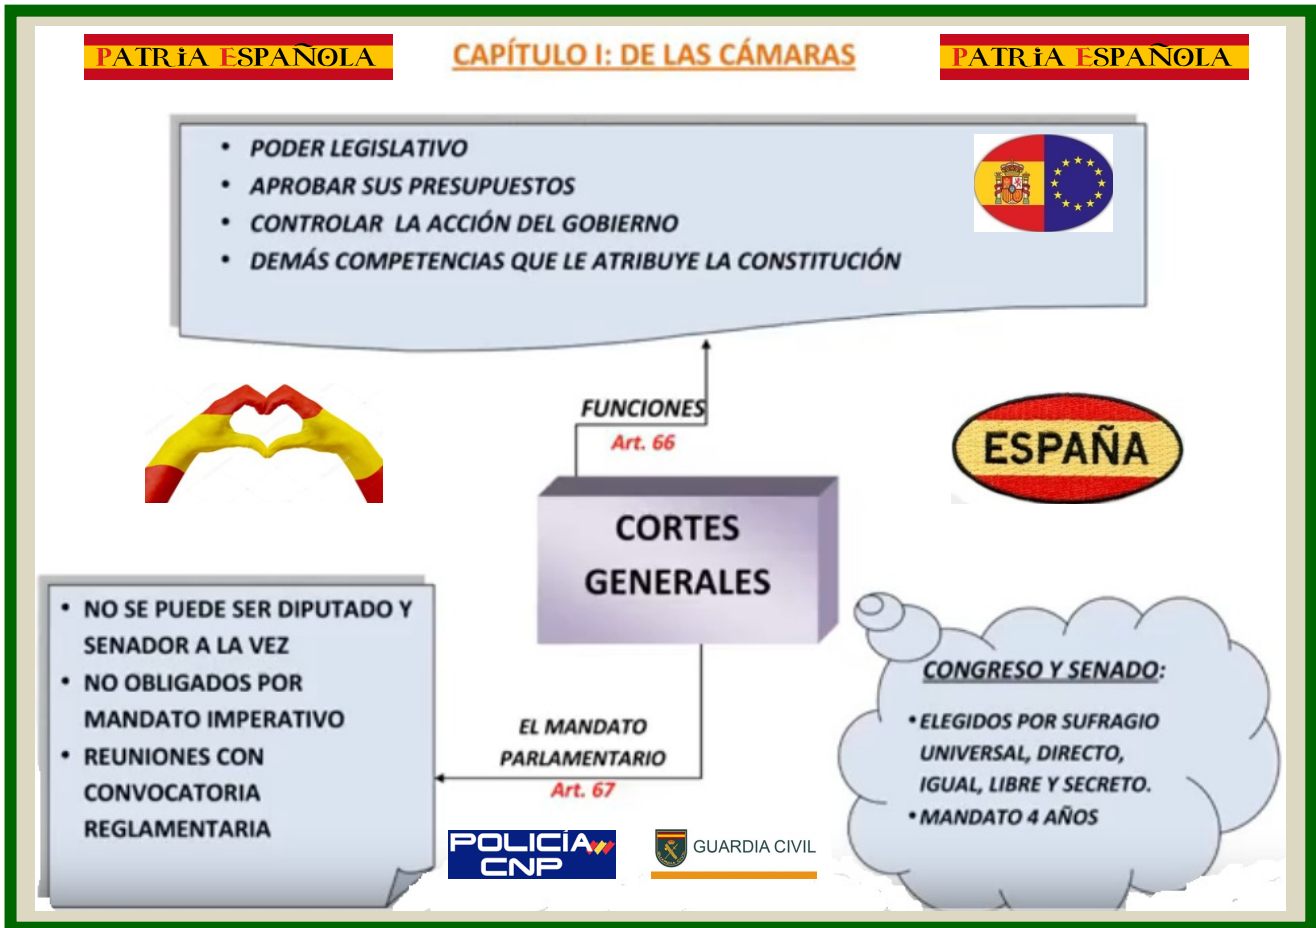 PATRiA ESPAÑOLA
CAPÍTULO I: DE LAS CÁMARAS
PATRiA ESPAÑOLA
• PODER LEGISLATIVO
• APROBAR SUS PRESUPUESTOS
• CONTROLAR LA ACCIÓN DEL GOBIERNO
• DEMÁS COMPETENCIAS QUE LE ATRIBUYE LA CONSTITUCIÓN
FUNCIONES
Art. 66
ESPAÑA
CORTES
GENERALES
• NO SE PUEDE SER DIPUTADO Y
SENADOR A LA VEZ
• NO OBLIGADOS POR
MANDATO IMPERATIVO
• REUNIONES CON
CONVOCATORIA
REGLAMENTARIA
EL MANDATO
PARLAMENTARIO
Art. 67
CONGRESO Y SENADO:
• ELEGIDOS POR SUFRAGIO
UNIVERSAL, DIRECTO,
IGUAL, LIBRE Y SECRETO.
• MANDATO 4 AÑOS
POLICÍA
CNP
GUARDIA CIVIL